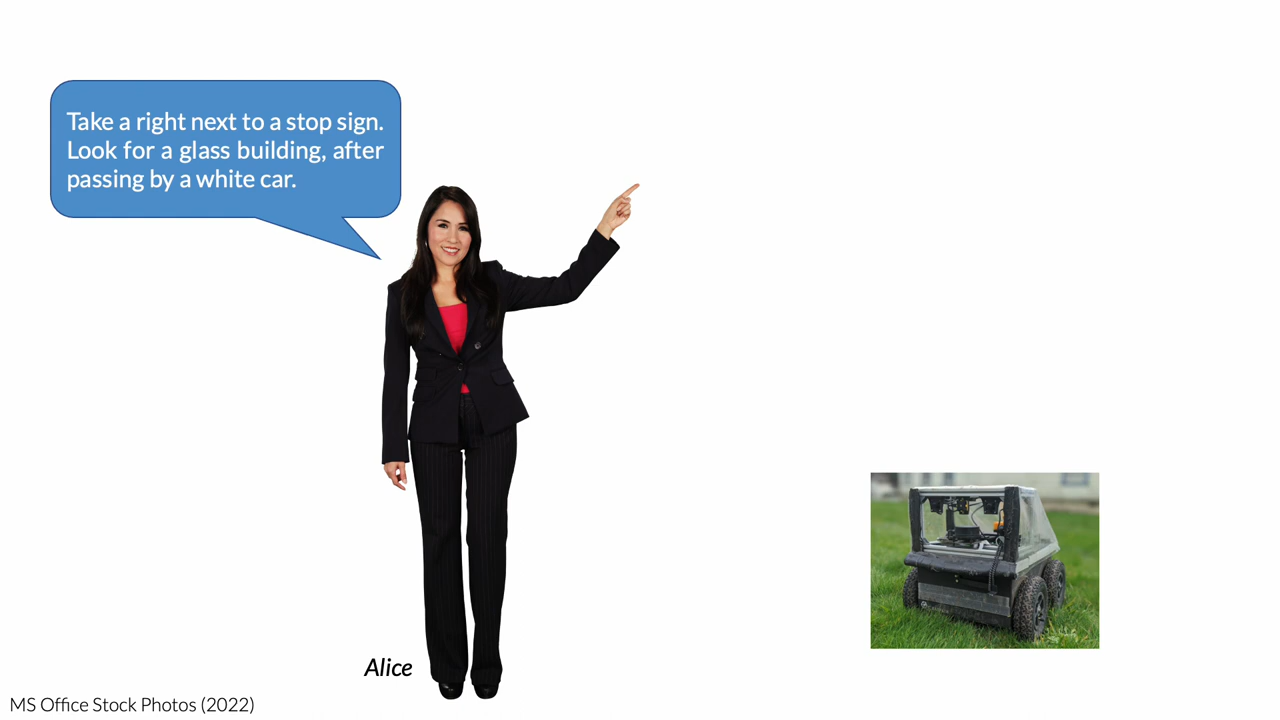 Take a right next to a stop sign.
Look for a glass building, after
passing by a white car.
Alice
MS Office Stock Photos (2022)